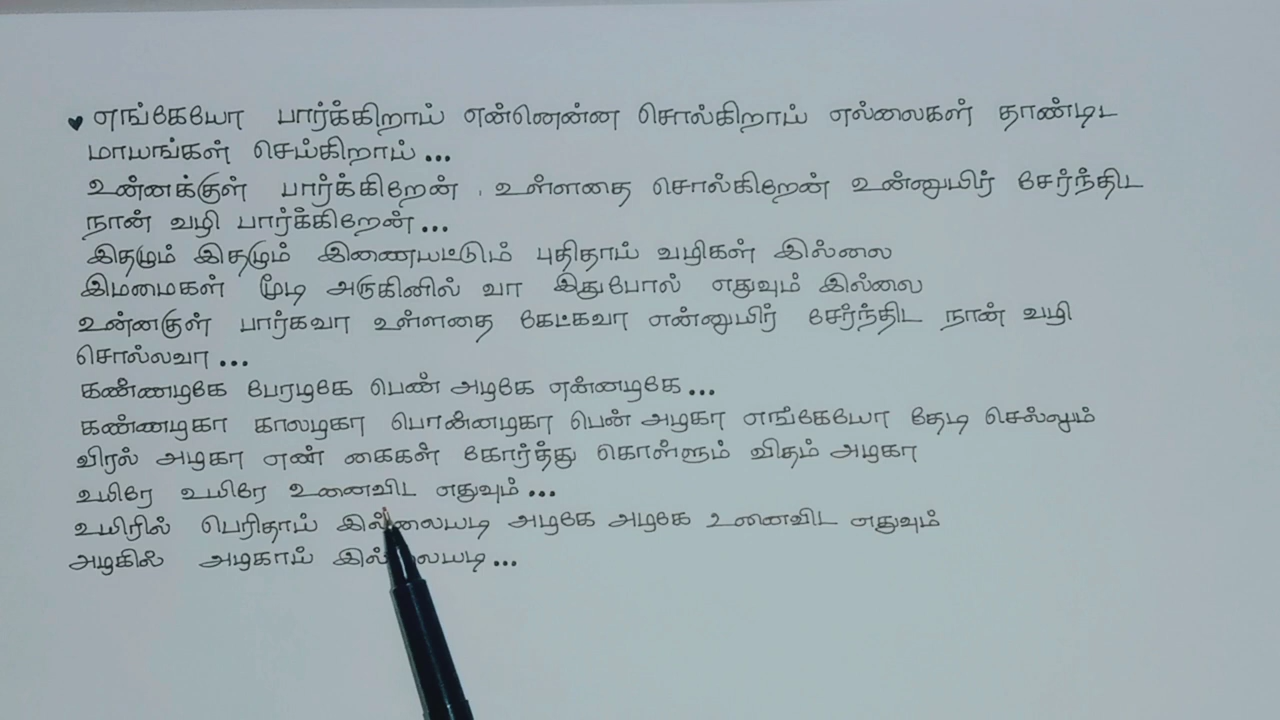 எங்கேயோ பார்க்கிறாய் என்னென்ன சொல்கிறாய் எல்லைகள் தாண்டிட
மாயங்கள் செய்கிறாய்...
உன்னக்குள் பார்க்கிறேன் . உள்ளதை சொல்கிறேன் உன்னுயிர் சேர்ந்திட
நான் வழி பார்க்கிறேன்...
இதழும் இதழும் இணையட்டும் புதிதாய் வழிகள் இல்லை
இமமைகள் மூடி அருகினில் வா இதுபோல் எதுவும் இல்லை
உன்னகுள் பார்கவா உள்ளதை கேட்கவா என்னுயிர் சேர்ந்திட நான் வழி
சொல்லவா...
கண்ணழகே பேரழகே பெண் அழகே என்னழகே...
கண்ணழகா காலழகா பொன்னழகா பென் அழகா எங்கேயோ தேடி செல்லும்
விரல் அழகா எண் கைகள் கோர்த்து கொள்ளும் விதம் அழகா
உயிரே உயிரே உனைவிட எதுவும்...
உயிரில் பெரிதாய் இல்லையடி அழகே அழகே உனைவிட எதுவும்
அழகில் அழகாய் இல்லையடி...